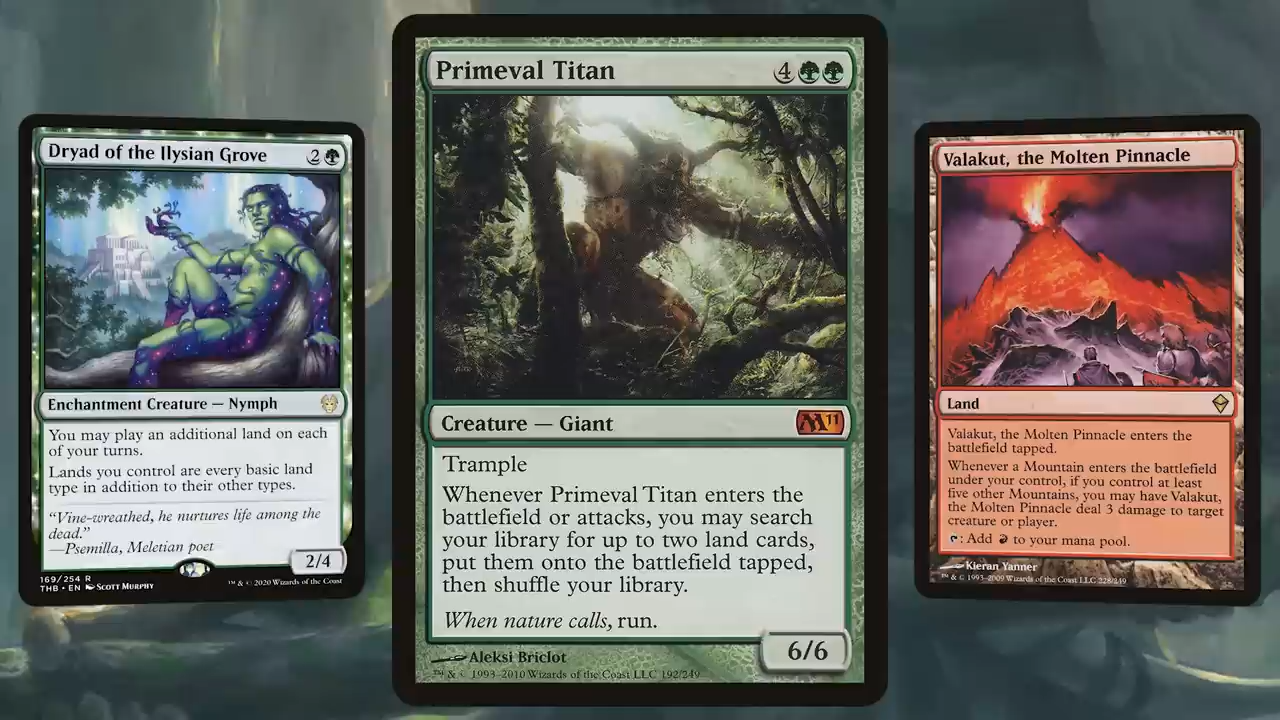 Dryad of the Ilysian Grove 2
Enchantment Creature — Nymph
You may play an additional land on each
of your turns.
Lands you control are every basic land
type in addition to their other types.
“Vine-wreathed, he nurtures life among the
dead.”
—Psemilla, Meletian poet
2/4
169/254 R
THB • EN Scott Murphy
™ & © 2020 Wizards of the Coast
Primeval Titan 4
Creature — Giant
M11
Trample
Whenever Primeval Titan enters the
battlefield or attacks, you may search
your library for up to two land cards,
put them onto the battlefield tapped,
then shuffle your library.
When nature calls, run.
6/6
Aleksi Briclot
™ & © 1993–2010 Wizards of the Coast LLC 192/249
Valakut, the Molten Pinnacle
Land
Valakut, the Molten Pinnacle enters the
battlefield tapped.
Whenever a Mountain enters the battlefield
under your control, if you control at least
five other Mountains, you may have Valakut,
the Molten Pinnacle deal 3 damage to target
creature or player.
: Add to your mana pool.
Kieran Yanner
™ & © 1993–2009 Wizards of the Coast LLC 228/249